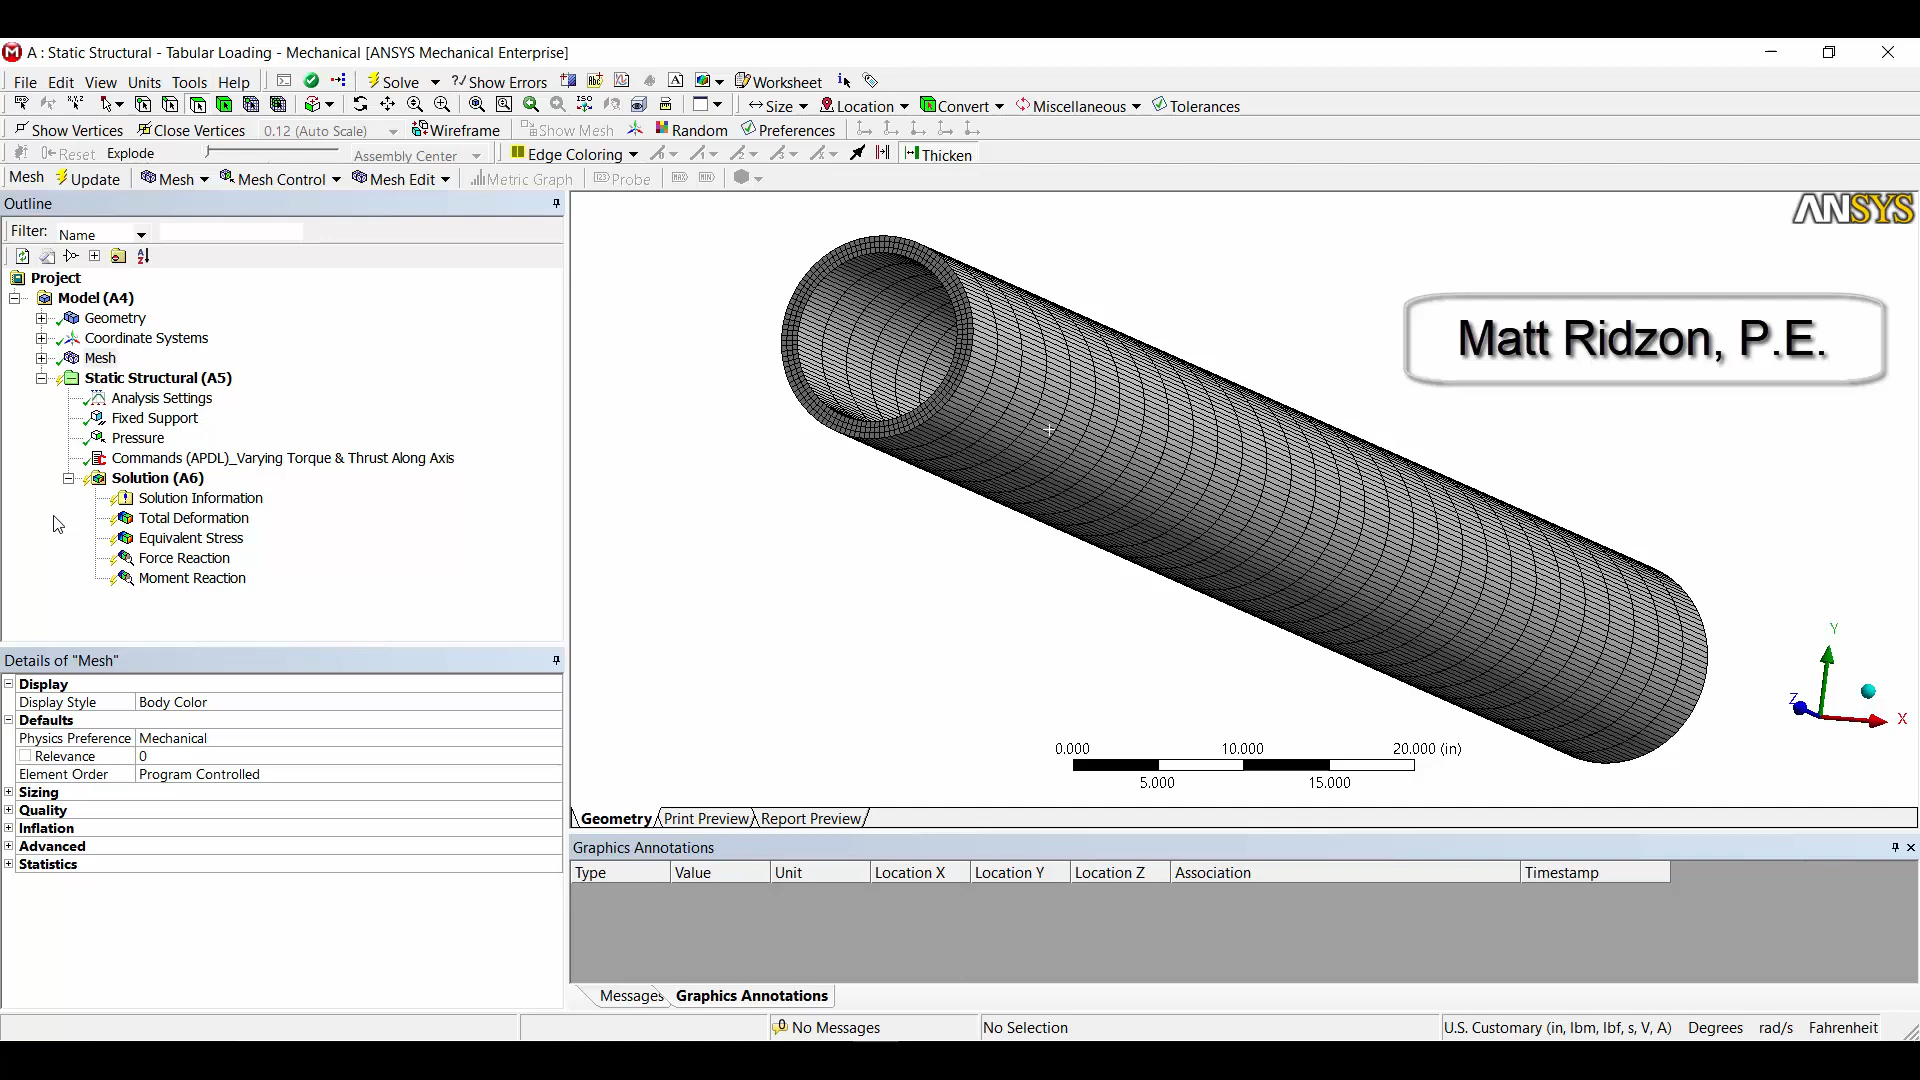 A : Static Structural - Tabular Loading - Mechanical [ANSYS Mechanical Enterprise]
File Edit View Units Tools Help Solve ?/ Show Errors Worksheet
Size Location Convert Miscellaneous Tolerances
Show Vertices Close Vertices 0.12 (Auto Scale) Wireframe Show Mesh Random Preferences
Reset Explode Assembly Center Edge Coloring Thicken
Mesh Update Mesh Mesh Control Mesh Edit Metric Graph Probe
Outline
Filter: Name
Project
Model (A4)
Geometry
Coordinate Systems
Mesh
Static Structural (A5)
Analysis Settings
Fixed Support
Pressure
Commands (APDL)_Varying Torque & Thrust Along Axis
Solution (A6)
Solution Information
Total Deformation
Equivalent Stress
Force Reaction
Moment Reaction
Details of "Mesh"
Display
Display Style Body Color
Defaults
Physics Preference Mechanical
Relevance 0
Element Order Program Controlled
Sizing
Quality
Inflation
Advanced
Statistics
ANSYS
Matt Ridzon, P.E.
Y
Z
X
0.000 10.000 20.000 (in)
5.000 15.000
Geometry Print Preview Report Preview
Graphics Annotations
Type Value Unit Location X Location Y Location Z Association Timestamp
Messages Graphics Annotations
0 No Messages No Selection U.S. Customary (in, lbm, lbf, s, V, A) Degrees rad/s Fahrenheit